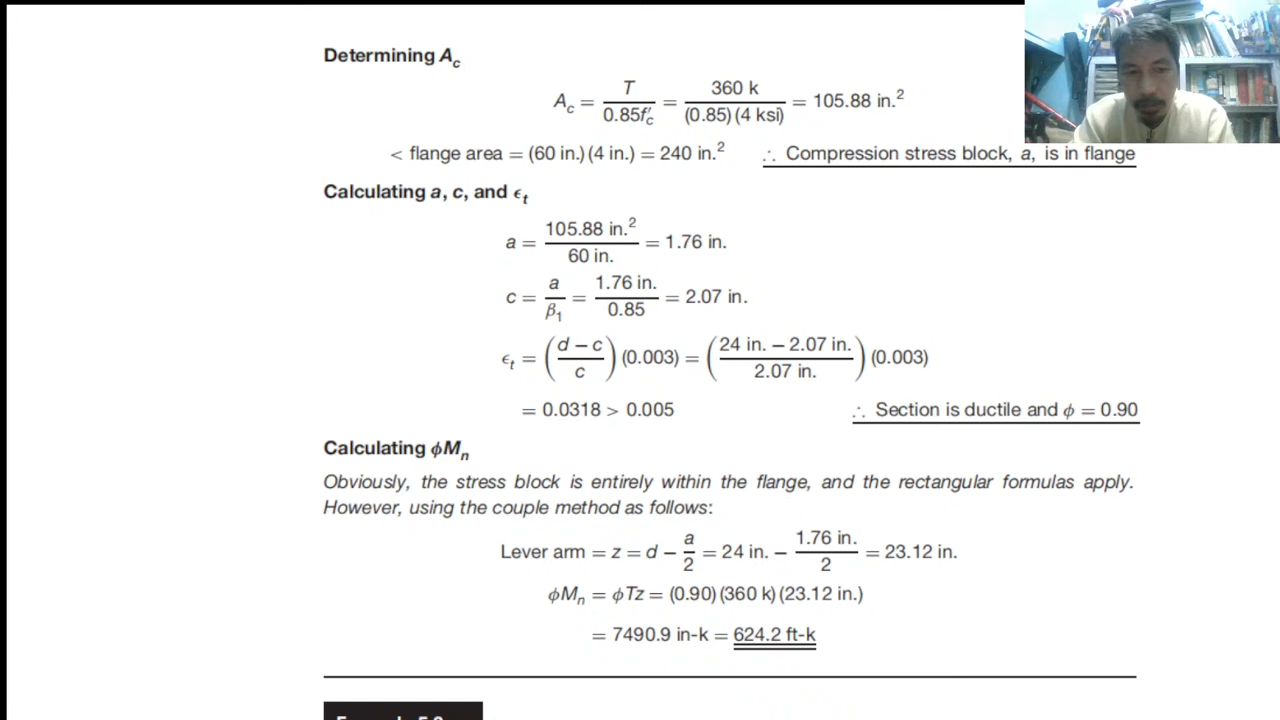 Determining A_c
A_c = T / 0.85f′_c = 360 k / (0.85)(4 ksi) = 105.88 in.²
< flange area = (60 in.)(4 in.) = 240 in.² ∴ Compression stress block, a, is in flange
Calculating a, c, and ϵ_t
a = 105.88 in.² / 60 in. = 1.76 in.
c = a / β₁ = 1.76 in. / 0.85 = 2.07 in.
ϵ_t = ( d − c / c ) (0.003) = ( 24 in. − 2.07 in. / 2.07 in. ) (0.003)
= 0.0318 > 0.005 ∴ Section is ductile and ϕ = 0.90
Calculating ϕM_n
Obviously, the stress block is entirely within the flange, and the rectangular formulas apply.
However, using the couple method as follows:
Lever arm = z = d − a / 2 = 24 in. − 1.76 in. / 2 = 23.12 in.
ϕM_n = ϕTz = (0.90)(360 k)(23.12 in.)
= 7490.9 in-k = 624.2 ft-k